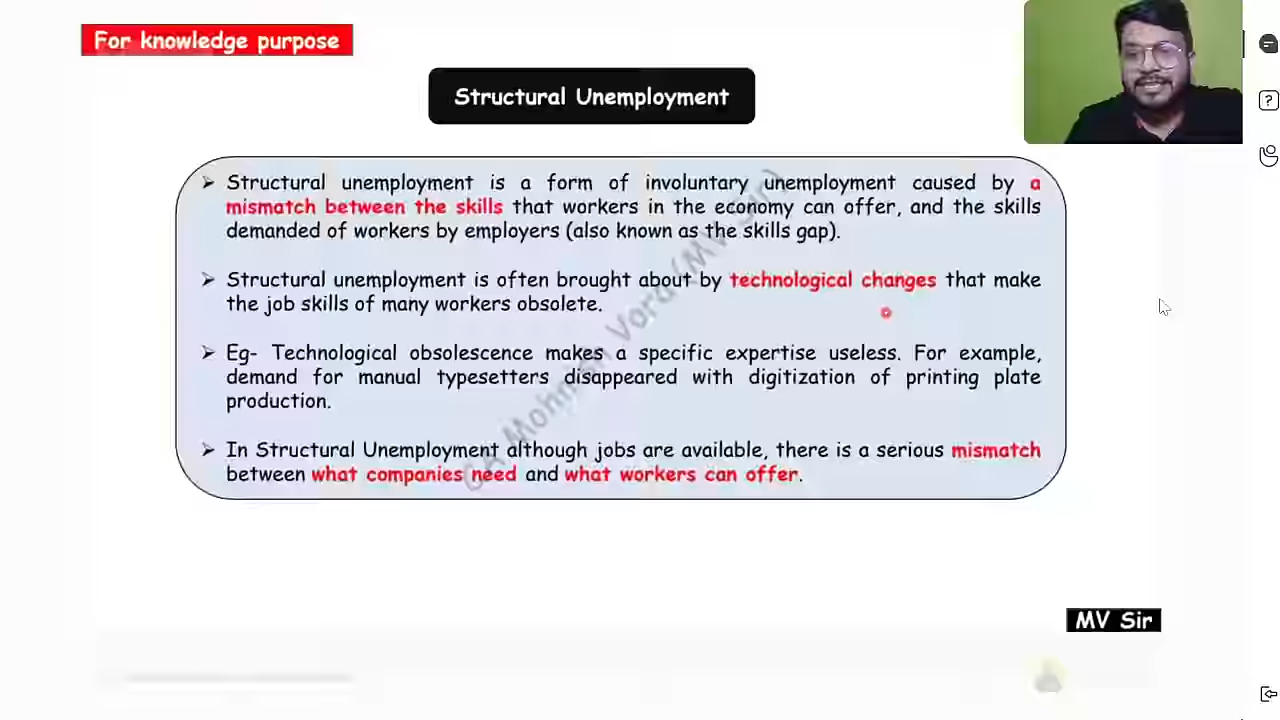 For knowledge purpose
Structural Unemployment
➢ Structural unemployment is a form of involuntary unemployment caused by a
mismatch between the skills that workers in the economy can offer, and the skills
demanded of workers by employers (also known as the skills gap).
➢ Structural unemployment is often brought about by technological changes that make
the job skills of many workers obsolete.
➢ Eg- Technological obsolescence makes a specific expertise useless. For example,
demand for manual typesetters disappeared with digitization of printing plate
production.
➢ In Structural Unemployment although jobs are available, there is a serious mismatch
between what companies need and what workers can offer.
CA Mohnish Vora (MV Sir)
MV Sir